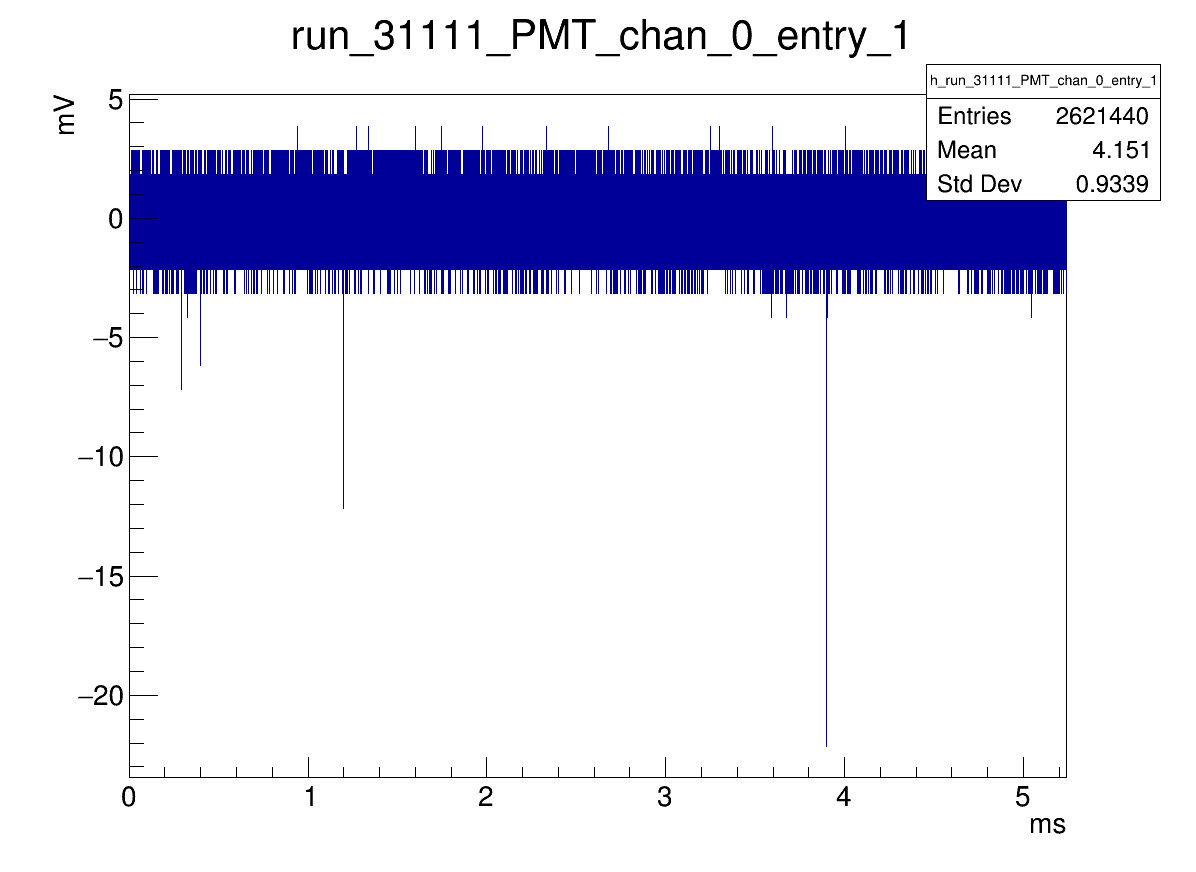 run_31111_PMT_chan_0_entry_1
h_run_31111_PMT_chan_0_entry_1
Entries 2621440
Mean 4.151
Std Dev 0.9339
mV
5
0
−5
−10
−15
−20
0 1 2 3 4 5
ms